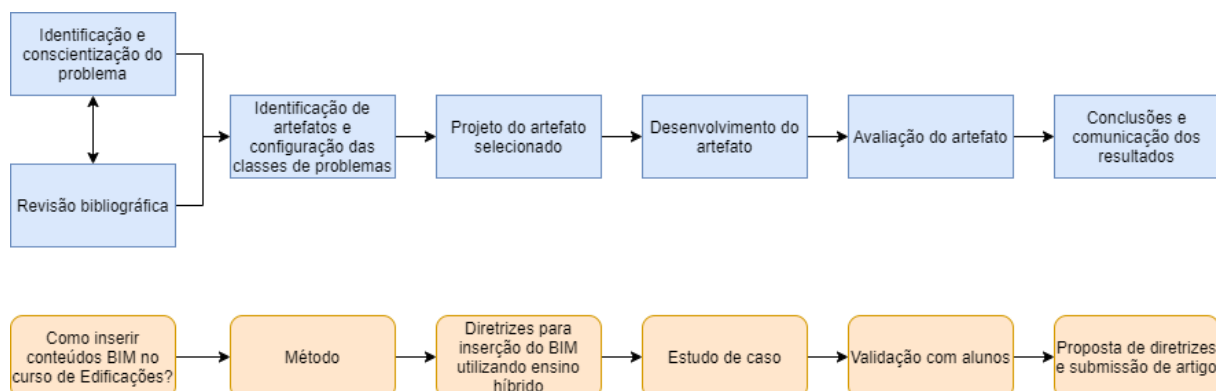 Identificação e
conscientização do
problema
Revisão bibliográfica
Identificação de
artefatos e
configuração das
classes de problemas
Projeto do artefato
selecionado
Desenvolvimento do
artefato
Avaliação do artefato
Conclusões e
comunicação dos
resultados
Como inserir
conteúdos BIM no
curso de Edificações?
Método
Diretrizes para
inserção do BIM
utilizando ensino
híbrido
Estudo de caso
Validação com alunos
Proposta de diretrizes
e submissão de artigo